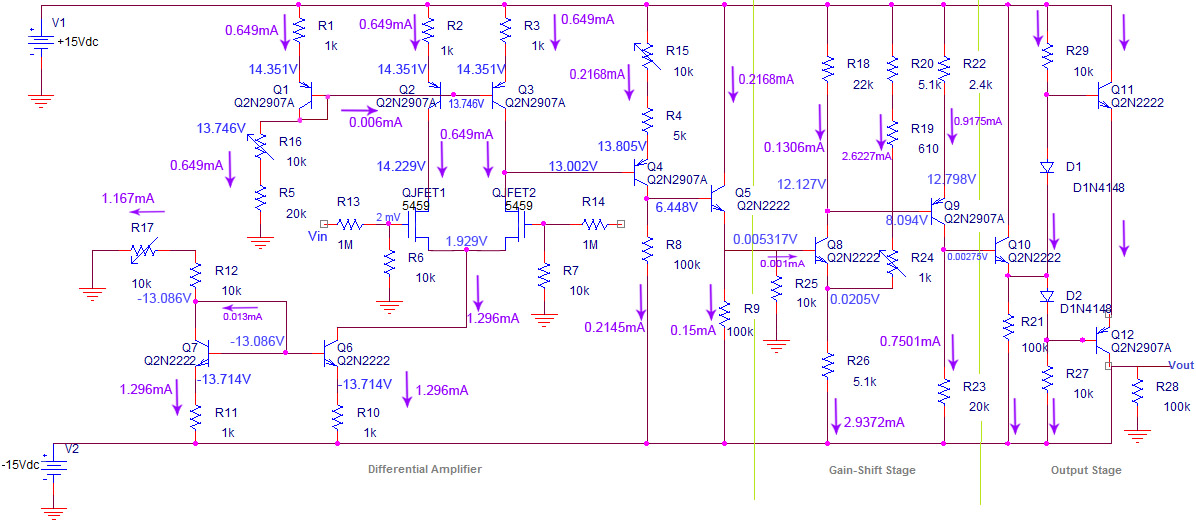 V1
+15Vdc
0.649mA
R1
1k
0.649mA
R2
1k
R3
1k
0.649mA
14.351V
14.351V
14.351V
Q1
Q2N2907A
Q2
Q2N2907A
13.746V
Q3
Q2N2907A
0.006mA
13.746V
R16
10k
0.649mA
R5
20k
0.649mA
14.229V
13.002V
1.167mA
R17
10k
R13
1M
Vin
2 mV
QJFET1
5459
QJFET2
5459
R14
1M
1.929V
R6
10k
R7
10k
R12
10k
-13.086V
0.013mA
-13.086V
1.296mA
Q7
Q2N2222
Q6
Q2N2222
-13.714V
-13.714V
1.296mA
1.296mA
R11
1k
R10
1k
V2
-15Vdc
R15
10k
0.2168mA
0.2168mA
R4
5k
13.805V
Q4
Q2N2907A
6.448V
Q5
Q2N2222
R8
100k
0.2145mA
0.005317V
0.001mA
R25
10k
R9
100k
0.15mA
R18
22k
R20
5.1k
R22
2.4k
0.1306mA
R19
610
2.6227mA
0.9175mA
12.127V
12.798V
Q9
Q2N2907A
8.094V
Q8
Q2N2222
R24
1k
0.0205V
0.00275V
Q10
Q2N2222
R26
5.1k
2.9372mA
0.7501mA
R23
20k
R21
100k
R29
10k
Q11
Q2N2222
D1
D1N4148
D2
D1N4148
Q12
Q2N2907A
R27
10k
Vout
R28
100k
Differential Amplifier
Gain-Shift Stage
Output Stage